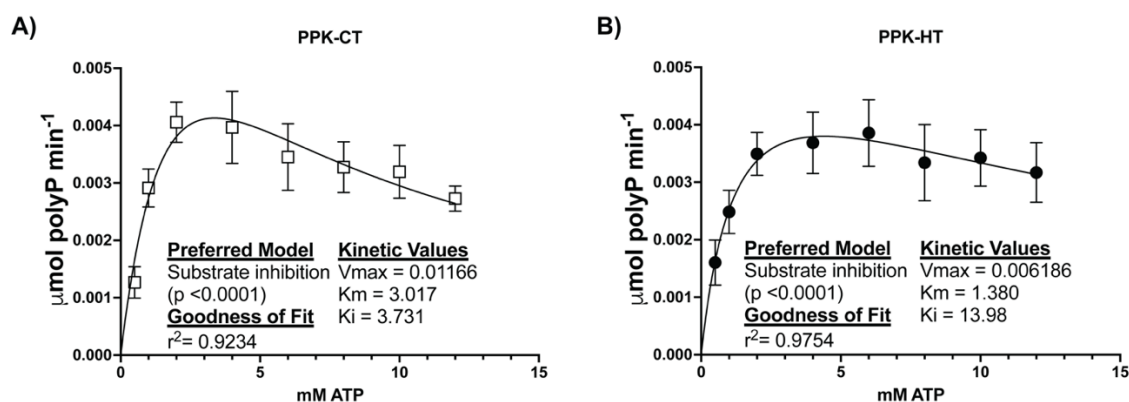 A)
PPK-CT
0.005
0.004
0.003
0.002
0.001
0.000
μmol polyP min-1
Preferred Model
Substrate inhibition
(p <0.0001)
Goodness of Fit
r2= 0.9234
Kinetic Values
Vmax = 0.01166
Km = 3.017
Ki = 3.731
0 5 10 15
mM ATP
B)
PPK-HT
0.005
0.004
0.003
0.002
0.001
0.000
μmol polyP min-1
Preferred Model
Substrate inhibition
(p <0.0001)
Goodness of Fit
r2= 0.9754
Kinetic Values
Vmax = 0.006186
Km = 1.380
Ki = 13.98
0 5 10 15
mM ATP